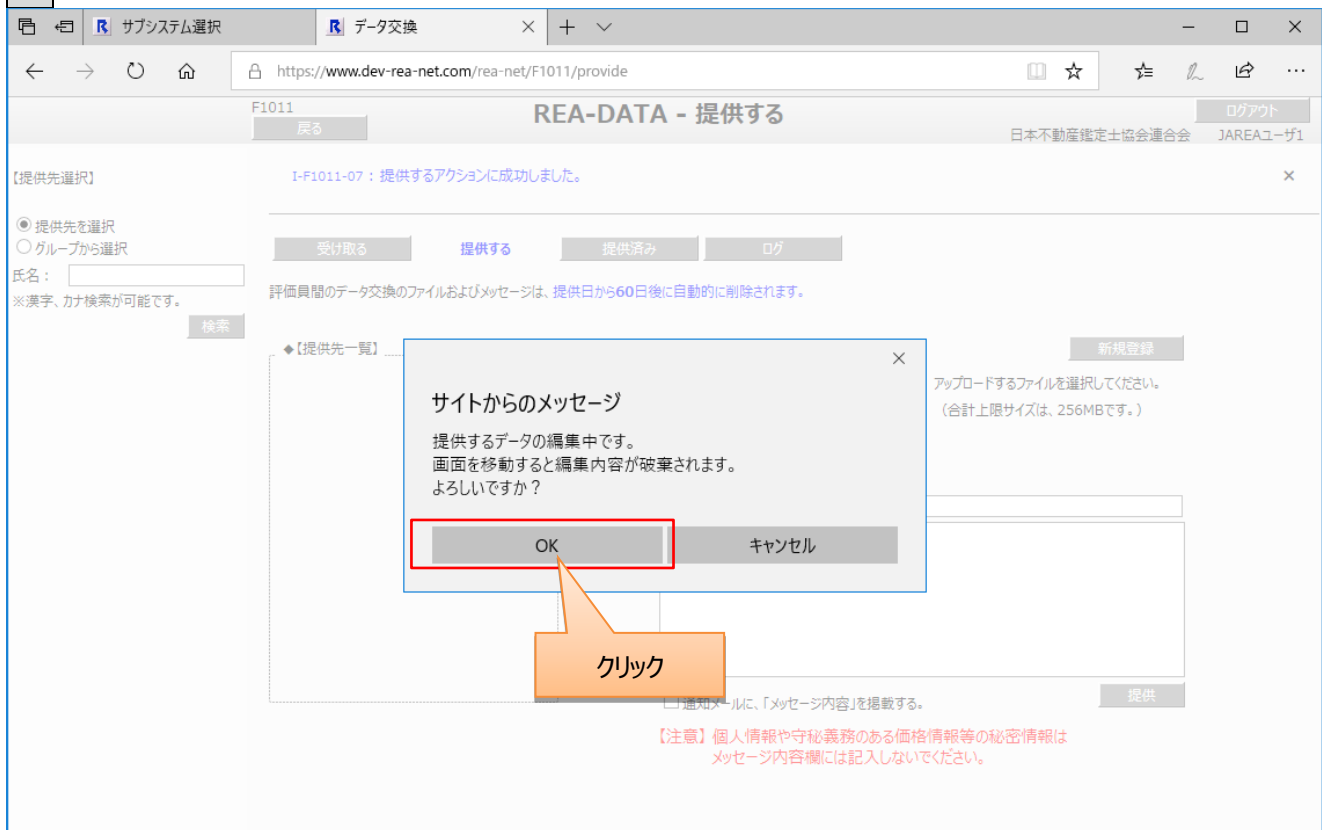 サブシステム選択
データ交換
https://www.dev-rea-net.com/rea-net/F1011/provide
F1011
戻る
REA-DATA - 提供する
ログアウト
日本不動産鑑定士協会連合会 JAREAユーザ1
【提供先選択】
I-F1011-07 : 提供するアクションに成功しました。
提供先を選択
グループから選択
氏名：
※漢字、カナ検索が可能です。
検索
受け取る 提供する 提供済み ログ
評価員間のデータ交換のファイルおよびメッセージは、提供日から60日後に自動的に削除されます。
◆【提供先一覧】
新規登録
アップロードするファイルを選択してください。
（合計上限サイズは、256MBです。）
サイトからのメッセージ
提供するデータの編集中です。
画面を移動すると編集内容が破棄されます。
よろしいですか？
OK キャンセル
クリック
通知メールに、「メッセージ内容」を掲載する。
提供
【注意】個人情報や守秘義務のある価格情報等の秘密情報は
メッセージ内容欄には記入しないでください。